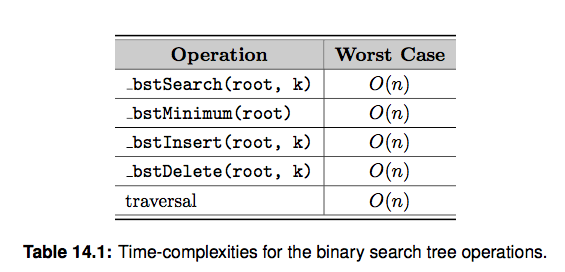 Operation Worst Case
_bstSearch(root, k) O(n)
_bstMinimum(root) O(n)
_bstInsert(root, k) O(n)
_bstDelete(root, k) O(n)
traversal O(n)
Table 14.1: Time-complexities for the binary search tree operations.